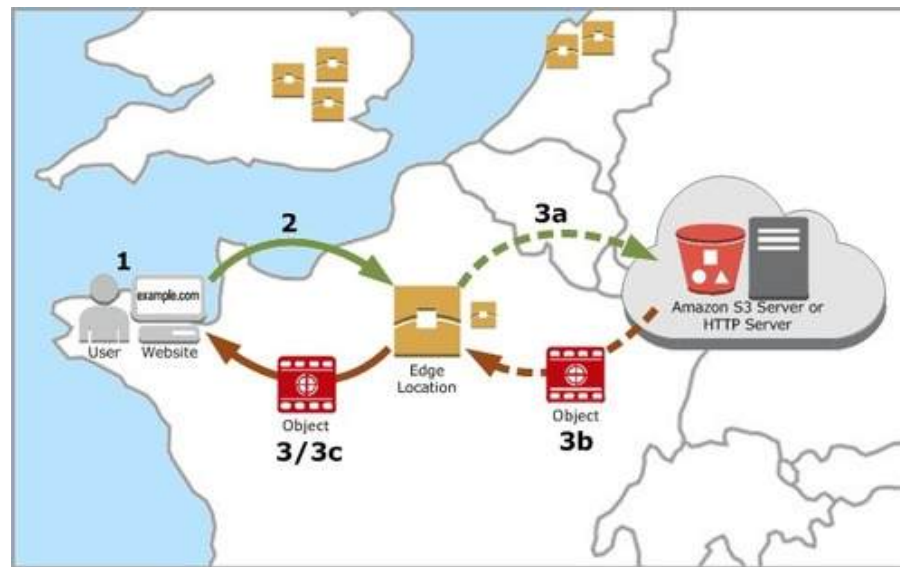 1
2
3a
example.com
User
Website
Amazon S3 Server or
HTTP Server
Edge
Location
Object
3/3c
Object
3b